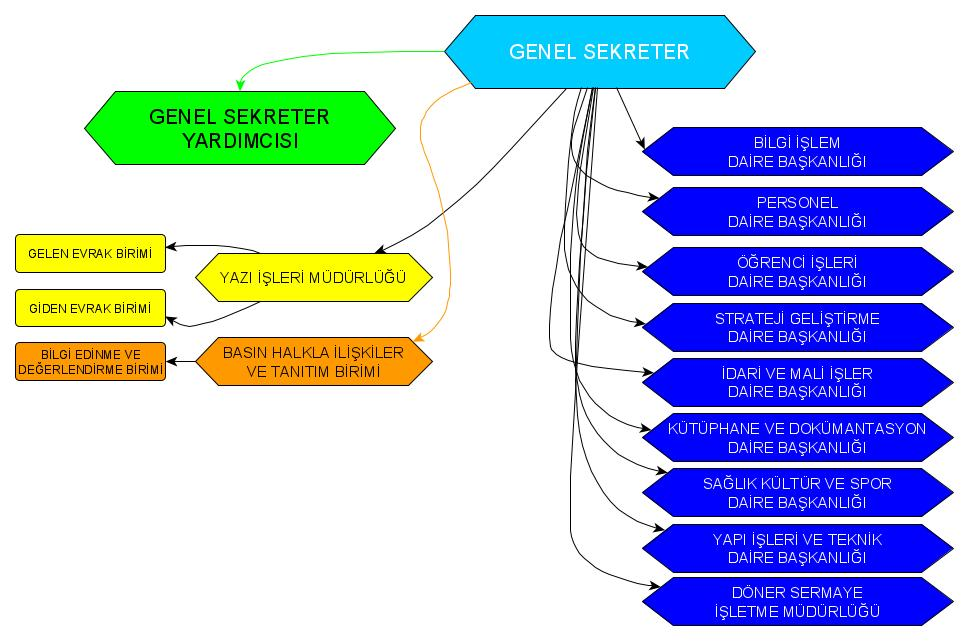 GENEL SEKRETER
GENEL SEKRETER
YARDIMCISI
YAZI İŞLERİ MÜDÜRLÜĞÜ
GELEN EVRAK BİRİMİ
GİDEN EVRAK BİRİMİ
BASIN HALKLA İLİŞKİLER
VE TANITIM BİRİMİ
BİLGİ EDİNME VE
DEĞERLENDİRME BİRİMİ
BİLGİ İŞLEM
DAİRE BAŞKANLIĞI
PERSONEL
DAİRE BAŞKANLIĞI
ÖĞRENCİ İŞLERİ
DAİRE BAŞKANLIĞI
STRATEJİ GELİŞTİRME
DAİRE BAŞKANLIĞI
İDARİ VE MALİ İŞLER
DAİRE BAŞKANLIĞI
KÜTÜPHANE VE DOKÜMANTASYON
DAİRE BAŞKANLIĞI
SAĞLIK KÜLTÜR VE SPOR
DAİRE BAŞKANLIĞI
YAPI İŞLERİ VE TEKNİK
DAİRE BAŞKANLIĞI
DÖNER SERMAYE
İŞLETME MÜDÜRLÜĞÜ